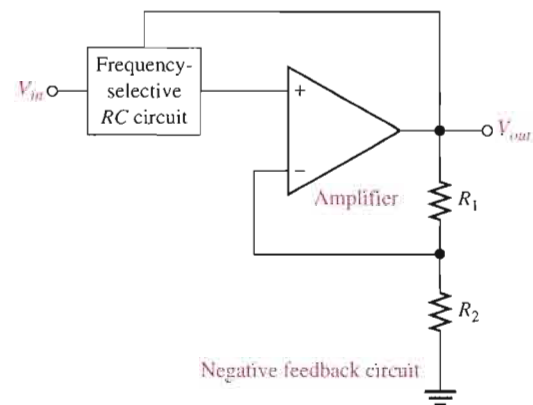 Frequency-
selective
RC circuit
Vin
+
Vout
−
Amplifier
R1
R2
Negative feedback circuit